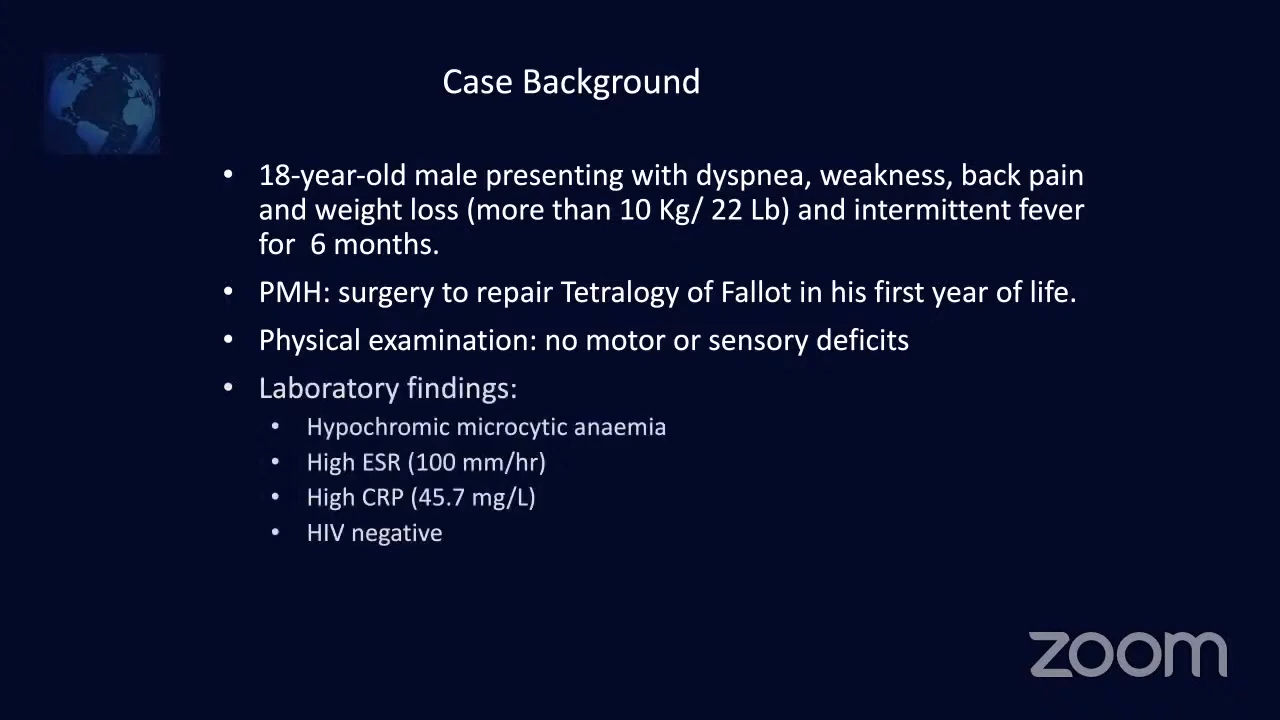 Case Background
• 18-year-old male presenting with dyspnea, weakness, back pain
and weight loss (more than 10 Kg/ 22 Lb) and intermittent fever
for  6 months.
• PMH: surgery to repair Tetralogy of Fallot in his first year of life.
• Physical examination: no motor or sensory deficits
• Laboratory findings:
• Hypochromic microcytic anaemia
• High ESR (100 mm/hr)
• High CRP (45.7 mg/L)
• HIV negative
zoom